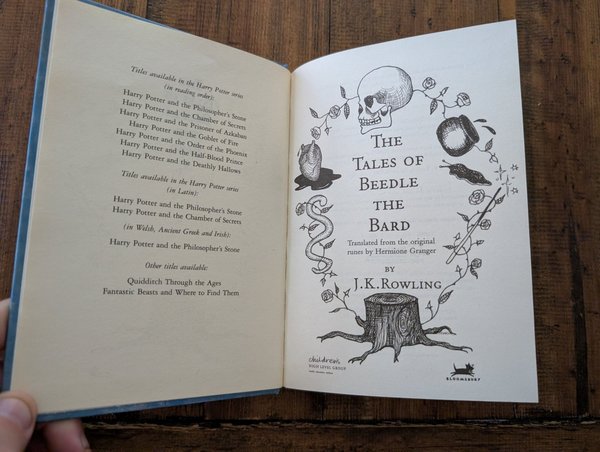 Titles available in the Harry Potter series
(in reading order):
Harry Potter and the Philosopher's Stone
Harry Potter and the Chamber of Secrets
Harry Potter and the Prisoner of Azkaban
Harry Potter and the Goblet of Fire
Harry Potter and the Order of the Phoenix
Harry Potter and the Half-Blood Prince
Harry Potter and the Deathly Hallows
Titles available in the Harry Potter series
(in Latin):
Harry Potter and the Philosopher's Stone
Harry Potter and the Chamber of Secrets
(in Welsh, Ancient Greek and Irish):
Harry Potter and the Philosopher's Stone
Other titles available:
Quidditch Through the Ages
Fantastic Beasts and Where to Find Them
THE
TALES OF
BEEDLE
THE
BARD
Translated from the original
runes by Hermione Granger
BY
J.K.ROWLING
children's
HIGH LEVEL GROUP
BLOOMSBURY